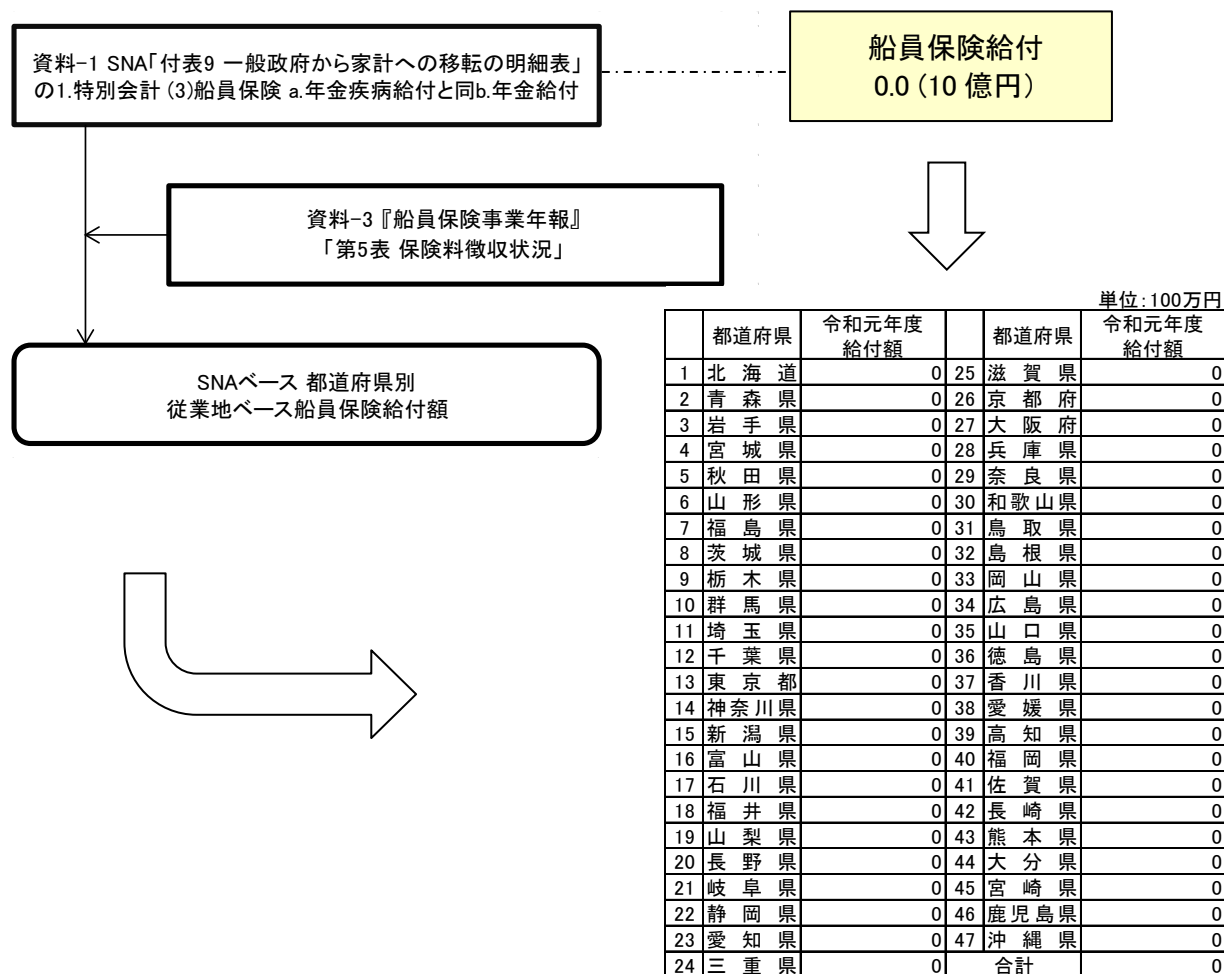 資料-1 SNA「付表9 一般政府から家計への移転の明細表」
の1.特別会計 (3)船員保険 a.年金疾病給付と同b.年金給付
船員保険給付
0.0 (10 億円)
資料-3『船員保険事業年報』
「第5表 保険料徴収状況」
SNAベース 都道府県別
従業地ベース船員保険給付額
単位:100万円
都道府県 令和元年度 給付額 都道府県 令和元年度 給付額
1 北海道 0 25 滋賀県 0
2 青森県 0 26 京都府 0
3 岩手県 0 27 大阪府 0
4 宮城県 0 28 兵庫県 0
5 秋田県 0 29 奈良県 0
6 山形県 0 30 和歌山県 0
7 福島県 0 31 鳥取県 0
8 茨城県 0 32 島根県 0
9 栃木県 0 33 岡山県 0
10 群馬県 0 34 広島県 0
11 埼玉県 0 35 山口県 0
12 千葉県 0 36 徳島県 0
13 東京都 0 37 香川県 0
14 神奈川県 0 38 愛媛県 0
15 新潟県 0 39 高知県 0
16 富山県 0 40 福岡県 0
17 石川県 0 41 佐賀県 0
18 福井県 0 42 長崎県 0
19 山梨県 0 43 熊本県 0
20 長野県 0 44 大分県 0
21 岐阜県 0 45 宮崎県 0
22 静岡県 0 46 鹿児島県 0
23 愛知県 0 47 沖縄県 0
24 三重県 0 合計 0